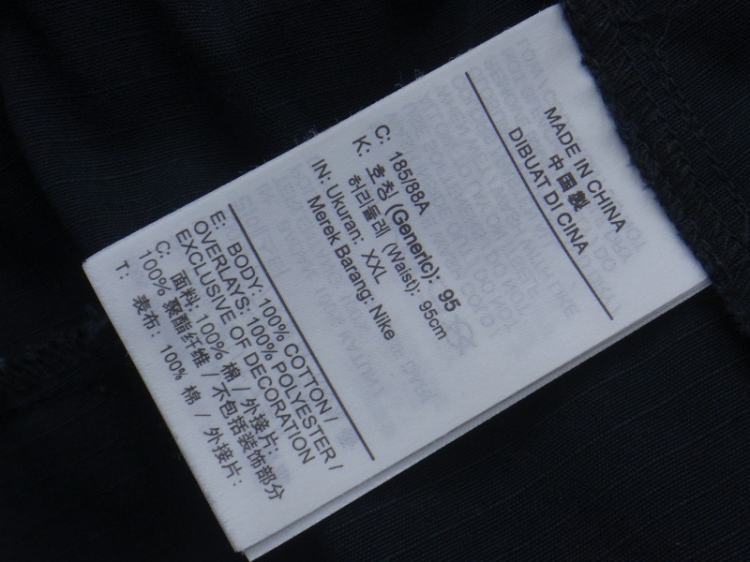 MADE IN CHINA
中国製
DIBUAT DI CINA
C: 185/88A
K: 호칭 (Generic): 95
허리둘레 (Waist): 95cm
IN: Ukuran: XXL
Merek Barang: Nike
E: BODY: 100% COTTON /
OVERLAYS: 100% POLYESTER /
EXCLUSIVE OF DECORATION
C: 面料: 100% 棉 / 外接片:
100% 聚酯纤维 / 不包括装饰部分
T: 表布: 100% 棉 / 外接片: